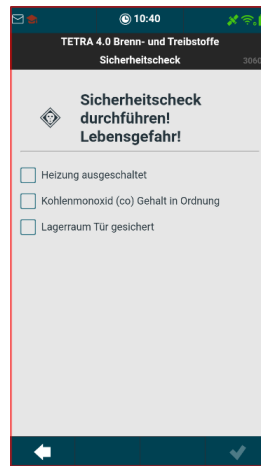 10:40
TETRA 4.0 Brenn- und Treibstoffe
Sicherheitscheck 3060
Sicherheitscheck
durchführen!
Lebensgefahr!
Heizung ausgeschaltet
Kohlenmonoxid (co) Gehalt in Ordnung
Lagerraum Tür gesichert